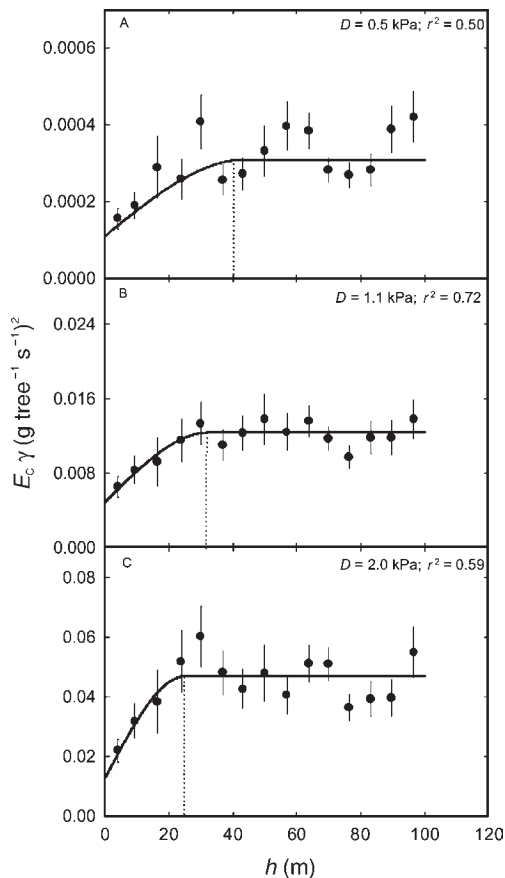 A
D = 0.5 kPa; r² = 0.50
0.0006
0.0004
0.0002
0.0000
B
D = 1.1 kPa; r² = 0.72
0.024
0.016
0.008
0.000
E_c γ (g tree⁻¹ s⁻¹)²
C
D = 2.0 kPa; r² = 0.59
0.08
0.06
0.04
0.02
0.00
0 20 40 60 80 100 120
h (m)